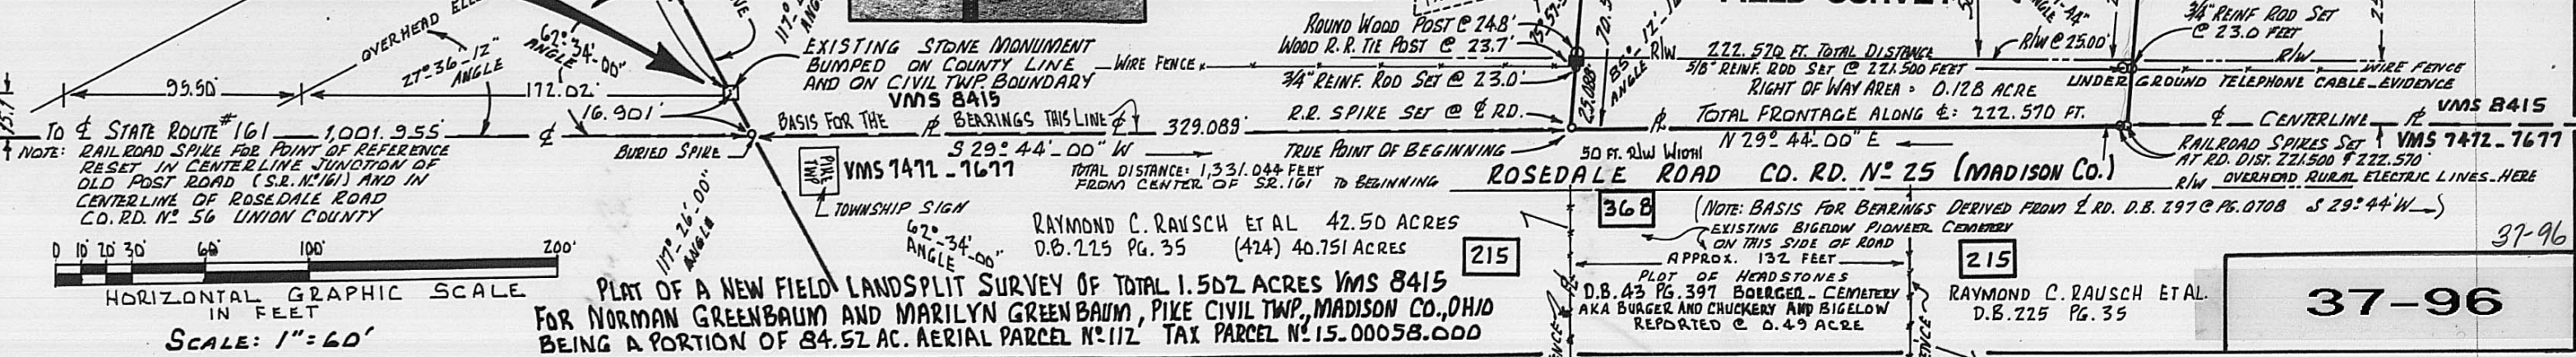 OVERHEAD
27°-36'-12"
ANGLE
62°-34'-00"
ANGLE
95.50'
172.02'
16.901'
EXISTING STONE MONUMENT
BUMPED ON COUNTY LINE
AND ON CIVIL TWP. BOUNDARY
VMS 8415
WIRE FENCE
ROUND WOOD POST @ 24.8'
WOOD R.R. TIE POST @ 23.7'
3/4" REINF. ROD SET @ 23.0'
R.R. SPIKE SET @ ℄ RD.
25.088'
85°-12'
ANGLE
R/W
222.570 FT. TOTAL DISTANCE
5/8" REINF. ROD SET @ 221.500 FEET
RIGHT OF WAY AREA = 0.128 ACRE
TOTAL FRONTAGE ALONG ℄: 222.570 FT.
R/W @ 25.00'
3/4" REINF ROD SET
@ 23.0 FEET
R/W
WIRE FENCE
UNDERGROUND TELEPHONE CABLE-EVIDENCE
TO ℄ STATE ROUTE #161
1,001.955'
℄
BASIS FOR THE ⅊ BEARINGS THIS LINE ℄
329.089'
⅊
℄ CENTERLINE ⅊
VMS 8415
NOTE: RAILROAD SPIKE FOR POINT OF REFERENCE
RESET IN CENTERLINE JUNCTION OF
OLD POST ROAD (S.R. Nº 161) AND IN
CENTERLINE OF ROSEDALE ROAD
CO. RD. Nº 56 UNION COUNTY
BURIED SPIKE
PIKE
TWP
TOWNSHIP SIGN
VMS 7472-7677
S 29°-44'-00" W
TOTAL DISTANCE: 1,331.044 FEET
FROM CENTER OF SR.161 TO BEGINNING
TRUE POINT OF BEGINNING
50 FT. R/W WIDTH
N 29°-44'-00" E
RAILROAD SPIKES SET
AT RD. DIST. 221.500 & 222.570'
VMS 7472-7677
ROSEDALE ROAD CO. RD. Nº 25 (MADISON CO.)
R/W OVERHEAD RURAL ELECTRIC LINES-HERE
117°-26'-00"
ANGLE
62°-34'-00"
ANGLE
RAYMOND C. RAUSCH ET AL 42.50 ACRES
D.B. 225 PG. 35 (424) 40.751 ACRES
215
368
(NOTE: BASIS FOR BEARINGS DERIVED FROM ℄ RD. D.B. 297 @ PG. 0708 S 29°44' W)
EXISTING BIGELOW PIONEER CEMETERY
ON THIS SIDE OF ROAD
APPROX. 132 FEET
PLOT OF HEADSTONES
D.B. 43 PG. 397 BOERGER-CEMETERY
AKA BURGER AND CHUCKERY AND BIGELOW
REPORTED @ 0.49 ACRE
215
RAYMOND C. RAUSCH ET AL.
D.B. 225 PG. 35
37-96
37-96
0 10' 20' 30' 60' 100' 200'
HORIZONTAL GRAPHIC SCALE
IN FEET
SCALE: 1"=60'
PLAT OF A NEW FIELD LANDSPLIT SURVEY OF TOTAL 1.502 ACRES VMS 8415
FOR NORMAN GREENBAUM AND MARILYN GREENBAUM, PIKE CIVIL TWP., MADISON CO., OHIO
BEING A PORTION OF 84.52 AC. AERIAL PARCEL Nº 112 TAX PARCEL Nº 15-00058.000